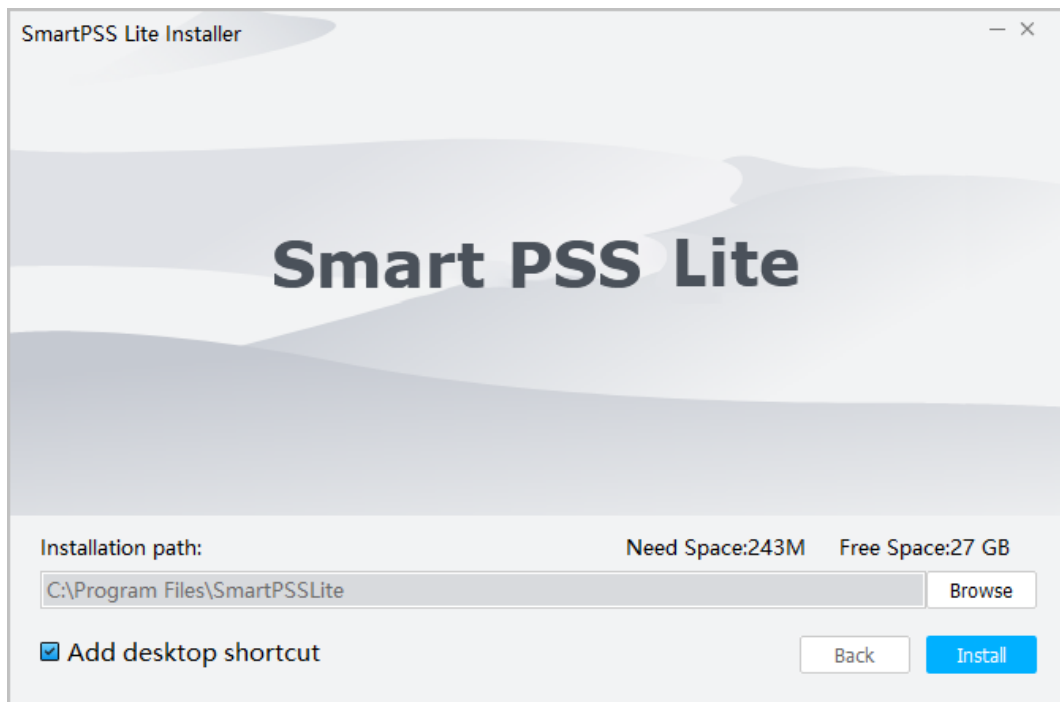 SmartPSS Lite Installer
Smart PSS Lite
Installation path: Need Space:243M Free Space:27 GB
C:\Program Files\SmartPSSLite Browse
Add desktop shortcut Back Install